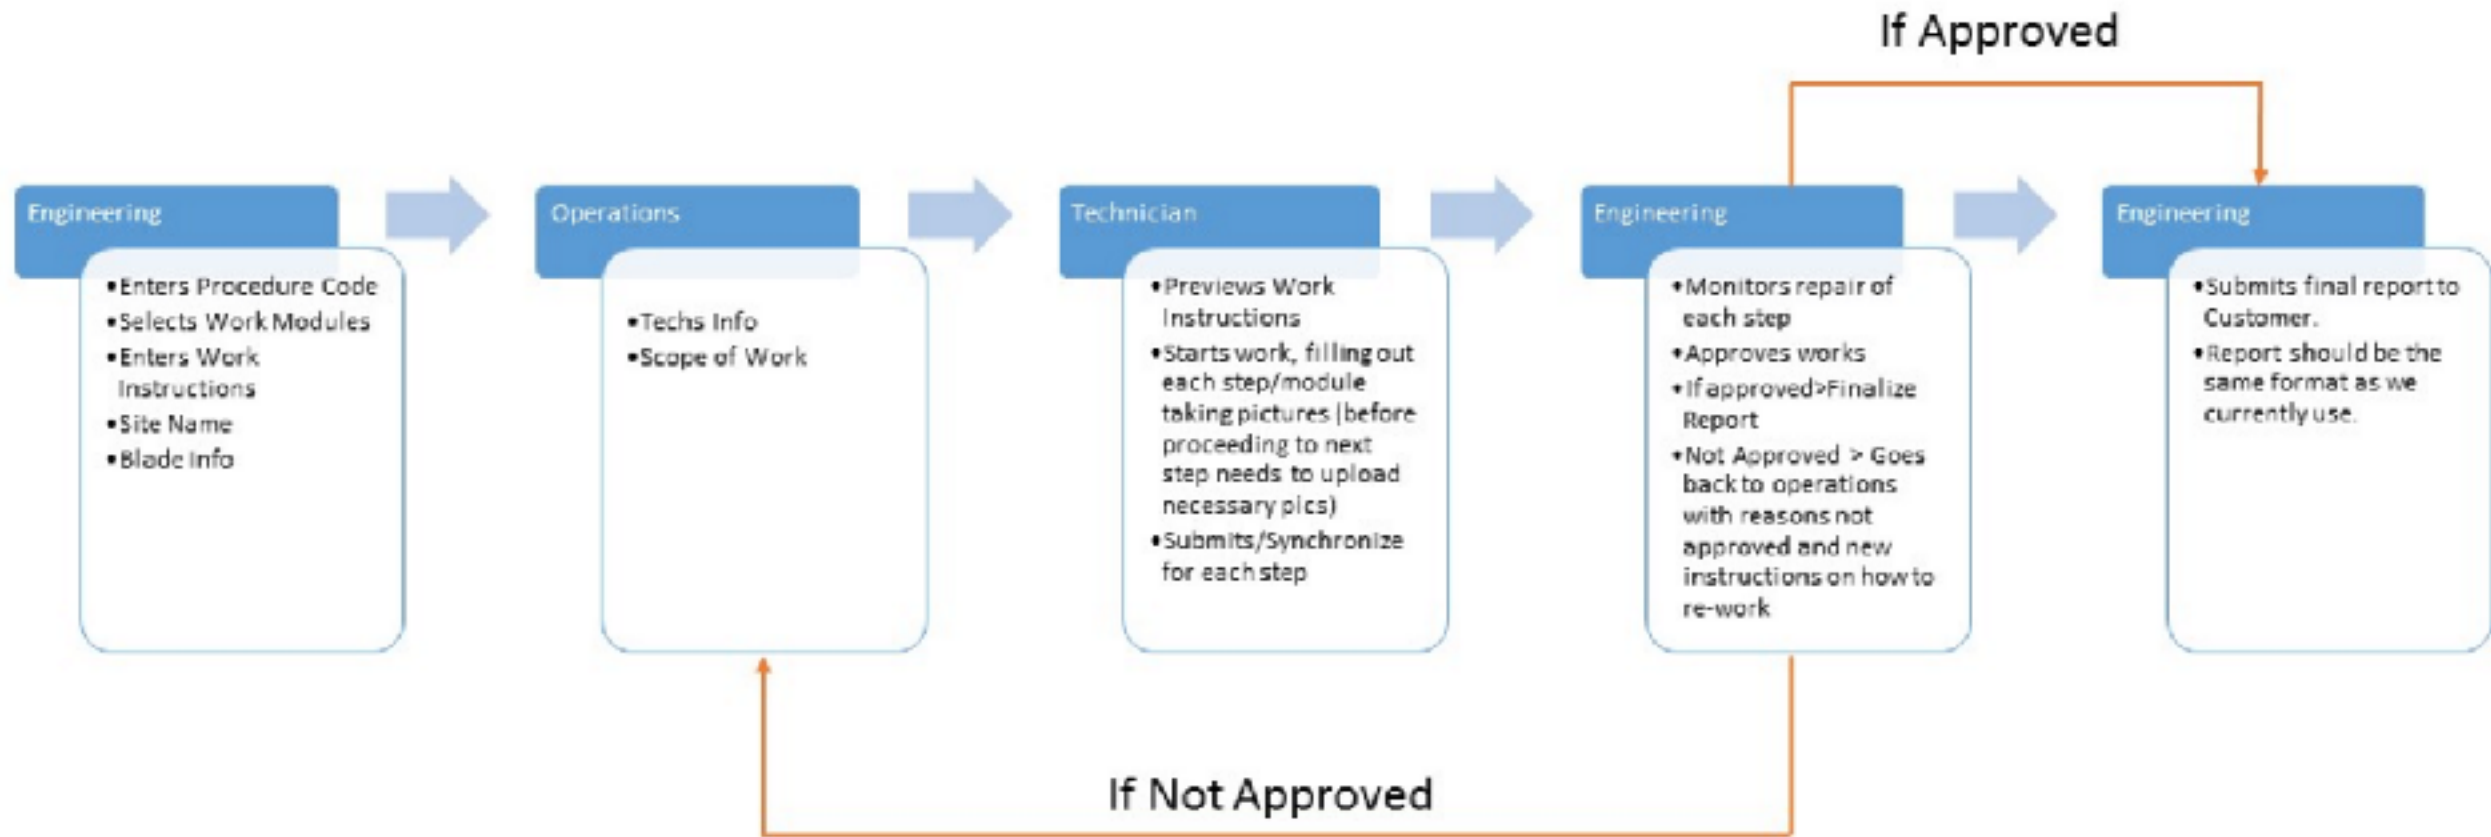 If Approved
Engineering
•Enters Procedure Code
•Selects Work Modules
•Enters Work
Instructions
•Site Name
•Blade Info
Operations
•Techs Info
•Scope of Work
Technician
•Previews Work
Instructions
•Starts work, filling out
each step/module
taking pictures (before
proceeding to next
step needs to upload
necessary pics)
•Submits/Synchronize
for each step
Engineering
•Monitors repair of
each step
•Approves works
•If approved>Finalize
Report
•Not Approved > Goes
back to operations
with reasons not
approved and new
instructions on how to
re-work
Engineering
•Submits final report to
Customer.
•Report should be the
same format as we
currently use.
If Not Approved